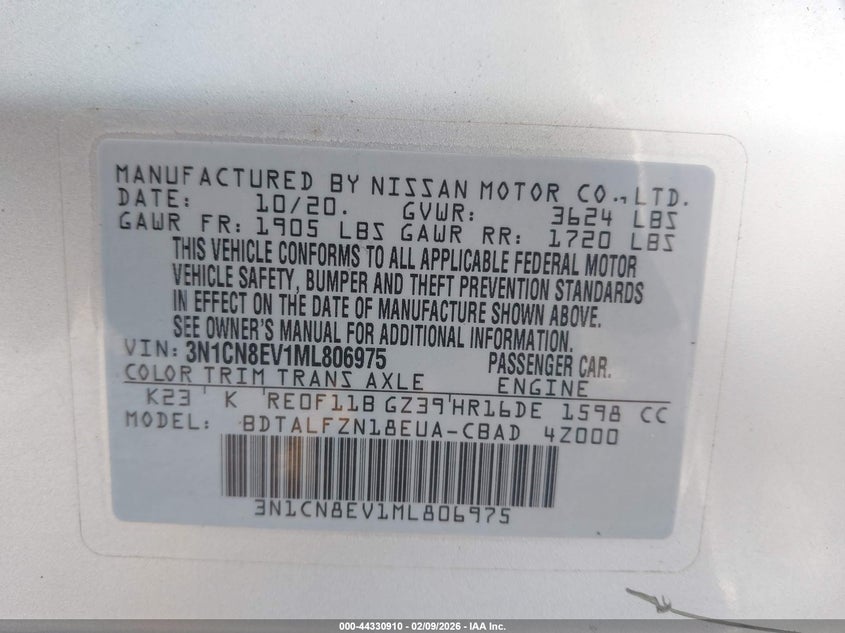 MANUFACTURED BY NISSAN MOTOR CO., LTD.
DATE: 10/20. GVWR: 3624 LBS
GAWR FR: 1905 LBS GAWR RR: 1720 LBS
THIS VEHICLE CONFORMS TO ALL APPLICABLE FEDERAL MOTOR
VEHICLE SAFETY, BUMPER AND THEFT PREVENTION STANDARDS
IN EFFECT ON THE DATE OF MANUFACTURE SHOWN ABOVE.
SEE OWNER'S MANUAL FOR ADDITIONAL INFORMATION.
VIN: 3N1CN8EV1ML806975 PASSENGER CAR.
COLOR TRIM TRANS AXLE ENGINE
K23 K RE0F11B GZ39 HR16DE 1598 CC
MODEL: BDTALFZN18EUA-CBAD 4Z000
3N1CN8EV1ML806975
000-44330910 - 02/09/2026 - IAA Inc.